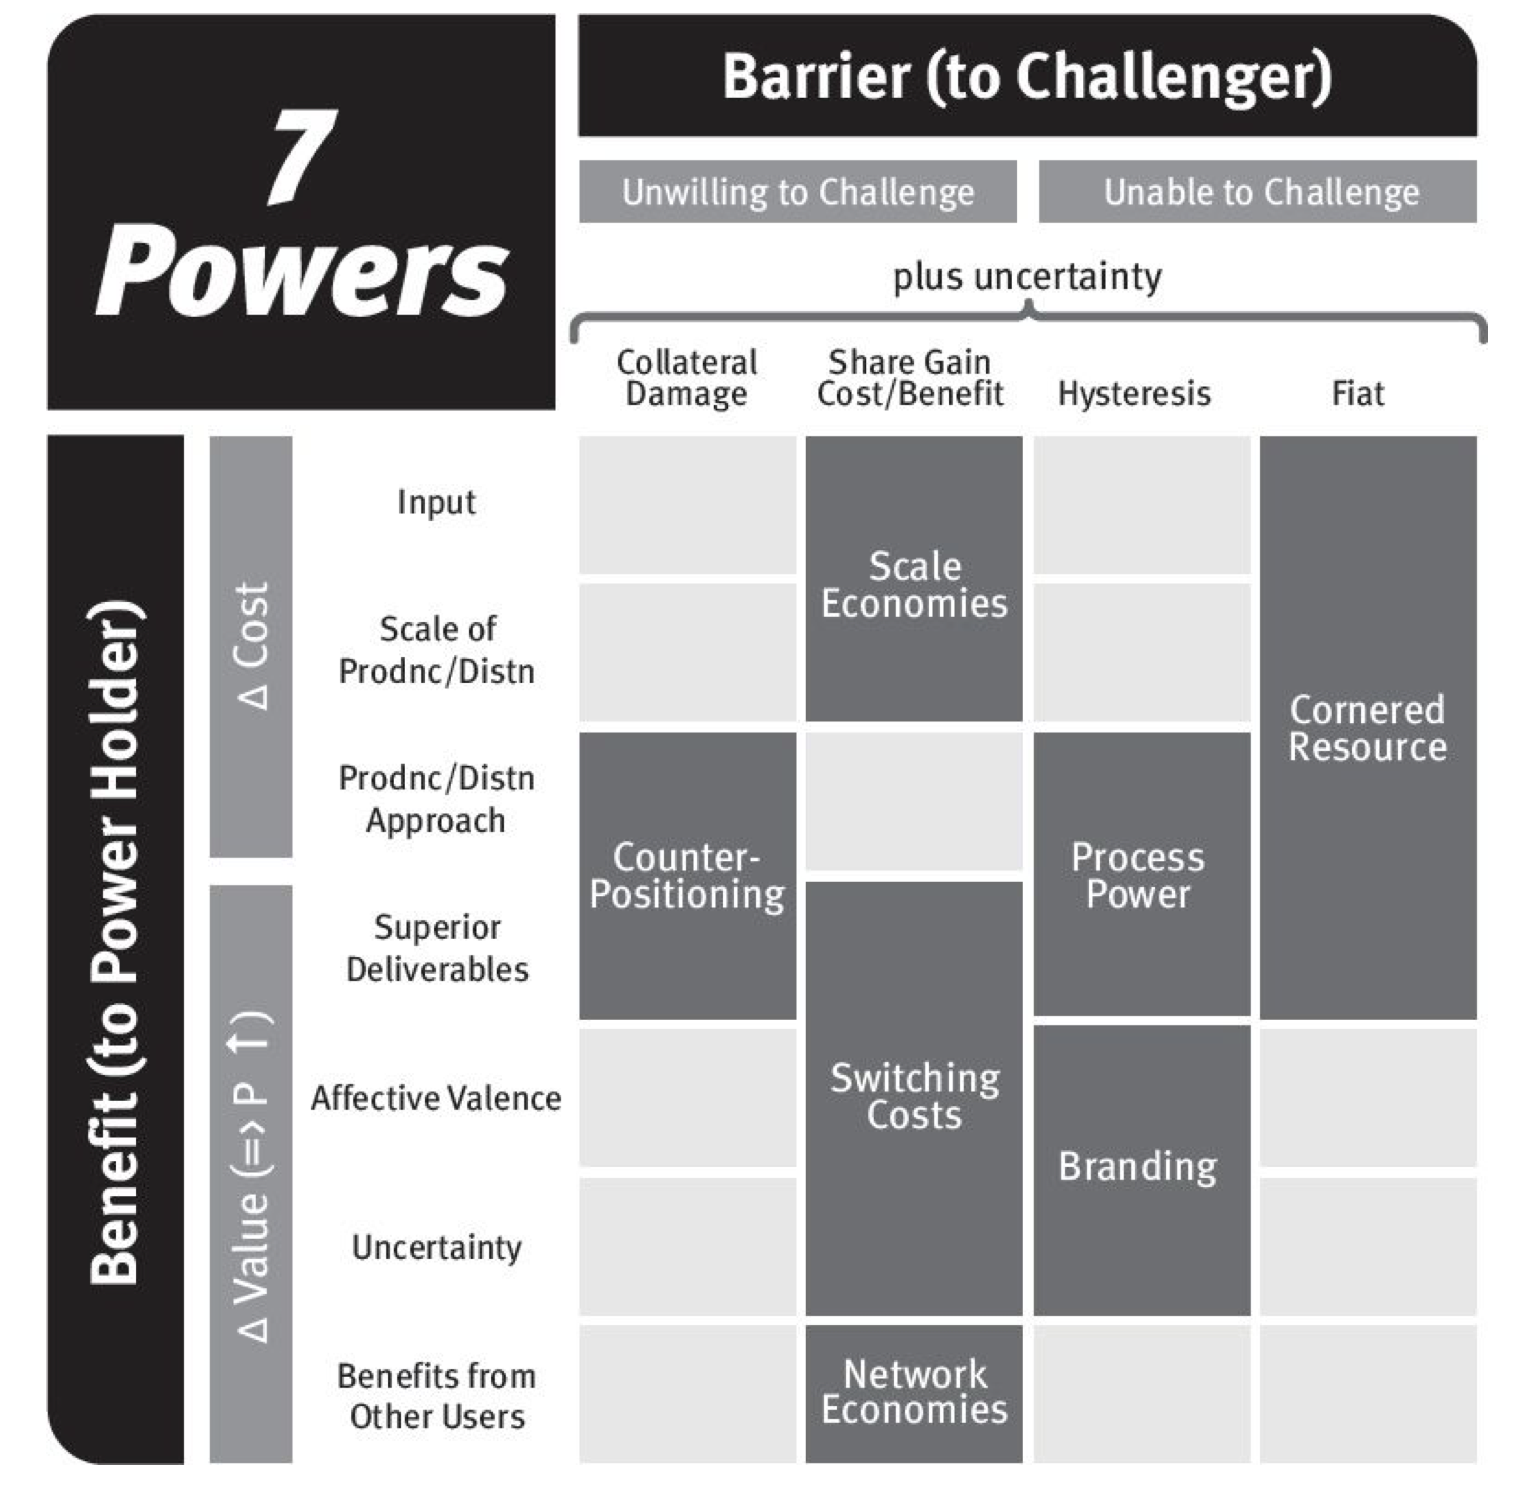 7
Powers
Barrier (to Challenger)
Unwilling to Challenge
Unable to Challenge
plus uncertainty
Collateral
Damage
Share Gain
Cost/Benefit
Hysteresis
Fiat
Benefit (to Power Holder)
Δ Cost
Δ Value (=> P ↑)
Input
Scale of
Prodnc/Distn
Prodnc/Distn
Approach
Superior
Deliverables
Affective Valence
Uncertainty
Benefits from
Other Users
Scale
Economies
Cornered
Resource
Counter-
Positioning
Process
Power
Switching
Costs
Branding
Network
Economies